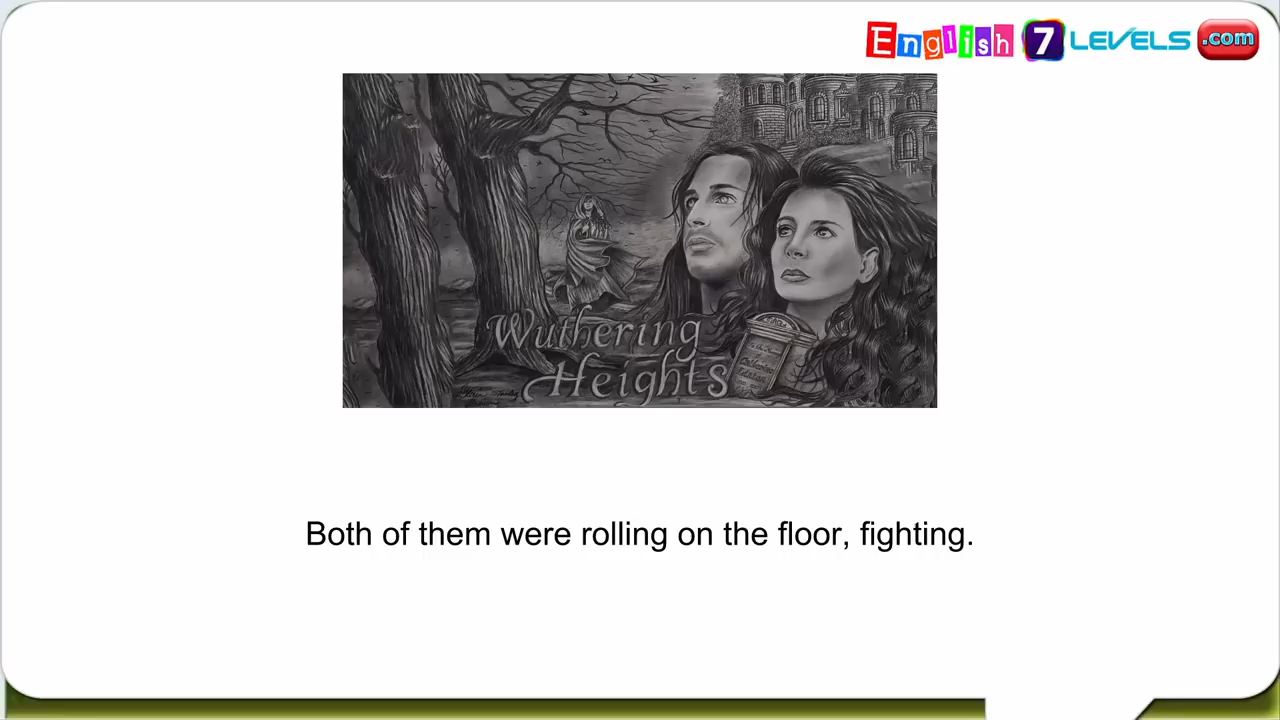 English 7 LEVELS .com
Wuthering
Heights
Both of them were rolling on the floor, fighting.